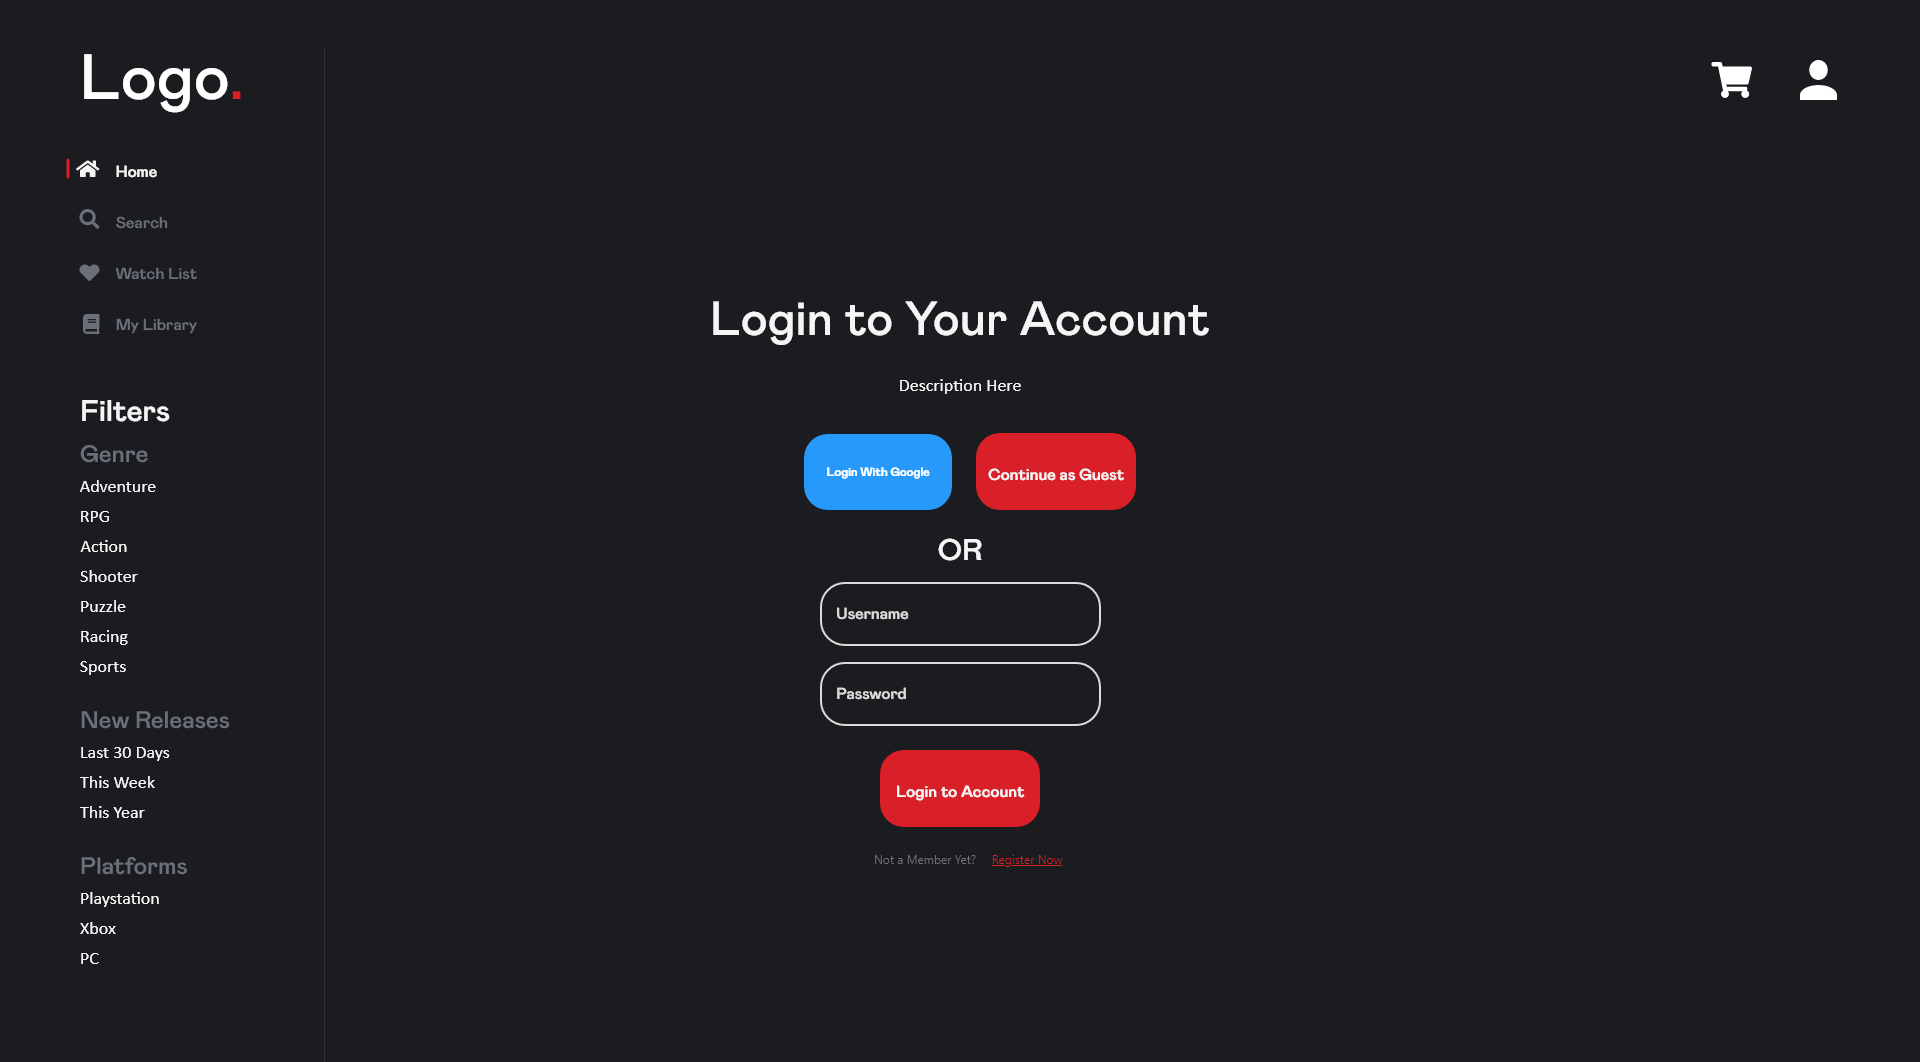 Logo.
Home
Search
Watch List
My Library
Filters
Genre
Adventure
RPG
Action
Shooter
Puzzle
Racing
Sports
New Releases
Last 30 Days
This Week
This Year
Platforms
Playstation
Xbox
PC
Login to Your Account
Description Here
Login With Google
Continue as Guest
OR
Username
Password
Login to Account
Not a Member Yet? Register Now